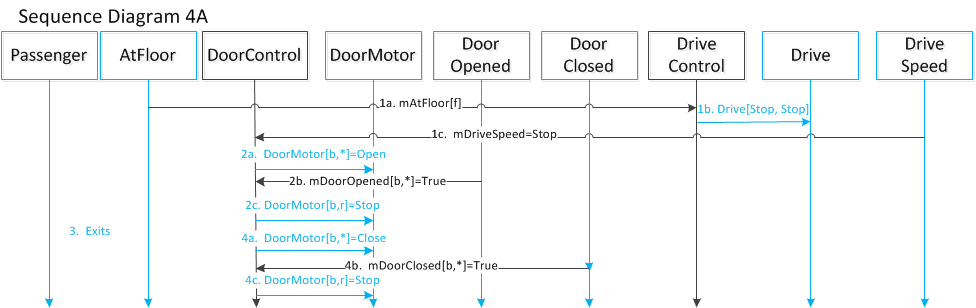 Sequence Diagram 4A
Passenger
AtFloor
DoorControl
DoorMotor
Door
Opened
Door
Closed
Drive
Control
Drive
Drive
Speed
1a. mAtFloor[f]
1b. Drive[Stop, Stop]
1c.  mDriveSpeed=Stop
2a.  DoorMotor[b,*]=Open
2b. mDoorOpened[b,*]=True
2c. DoorMotor[b,r]=Stop
3.  Exits
4a.  DoorMotor[b,*]=Close
4b.  mDoorClosed[b,*]=True
4c. DoorMotor[b,r]=Stop